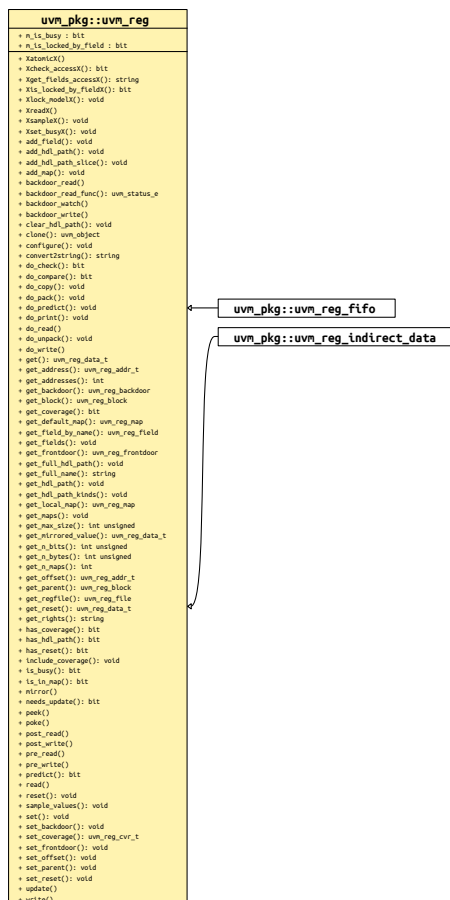 uvm_pkg::uvm_reg
+ m_is_busy : bit
+ m_is_locked_by_field : bit
+ XatomicX()
+ Xcheck_accessX(): bit
+ Xget_fields_accessX(): string
+ Xis_locked_by_fieldX(): bit
+ Xlock_modelX(): void
+ XreadX()
+ XsampleX(): void
+ Xset_busyX(): void
+ add_field(): void
+ add_hdl_path(): void
+ add_hdl_path_slice(): void
+ add_map(): void
+ backdoor_read()
+ backdoor_read_func(): uvm_status_e
+ backdoor_watch()
+ backdoor_write()
+ clear_hdl_path(): void
+ clone(): uvm_object
+ configure(): void
+ convert2string(): string
+ do_check(): bit
+ do_compare(): bit
+ do_copy(): void
+ do_pack(): void
+ do_predict(): void
+ do_print(): void
+ do_read()
+ do_unpack(): void
+ do_write()
+ get(): uvm_reg_data_t
+ get_address(): uvm_reg_addr_t
+ get_addresses(): int
+ get_backdoor(): uvm_reg_backdoor
+ get_block(): uvm_reg_block
+ get_coverage(): bit
+ get_default_map(): uvm_reg_map
+ get_field_by_name(): uvm_reg_field
+ get_fields(): void
+ get_frontdoor(): uvm_reg_frontdoor
+ get_full_hdl_path(): void
+ get_full_name(): string
+ get_hdl_path(): void
+ get_hdl_path_kinds(): void
+ get_local_map(): uvm_reg_map
+ get_maps(): void
+ get_max_size(): int unsigned
+ get_mirrored_value(): uvm_reg_data_t
+ get_n_bits(): int unsigned
+ get_n_bytes(): int unsigned
+ get_n_maps(): int
+ get_offset(): uvm_reg_addr_t
+ get_parent(): uvm_reg_block
+ get_regfile(): uvm_reg_file
+ get_reset(): uvm_reg_data_t
+ get_rights(): string
+ has_coverage(): bit
+ has_hdl_path(): bit
+ has_reset(): bit
+ include_coverage(): void
+ is_busy(): bit
+ is_in_map(): bit
+ mirror()
+ needs_update(): bit
+ peek()
+ poke()
+ post_read()
+ post_write()
+ pre_read()
+ pre_write()
+ predict(): bit
+ read()
+ reset(): void
+ sample_values(): void
+ set(): void
+ set_backdoor(): void
+ set_coverage(): uvm_reg_cvr_t
+ set_frontdoor(): void
+ set_offset(): void
+ set_parent(): void
+ set_reset(): void
+ update()
+ write()
uvm_pkg::uvm_reg_fifo
uvm_pkg::uvm_reg_indirect_data